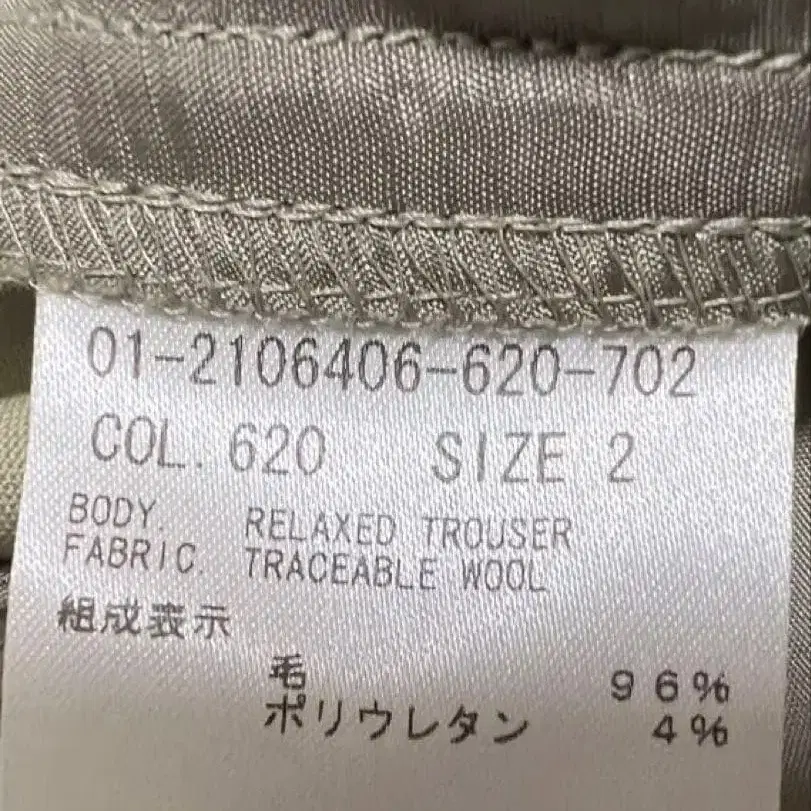 01-2106406-620-702
COL. 620 SIZE 2
BODY. RELAXED TROUSER
FABRIC. TRACEABLE WOOL
組成表示
毛 96%
ポリウレタン 4%